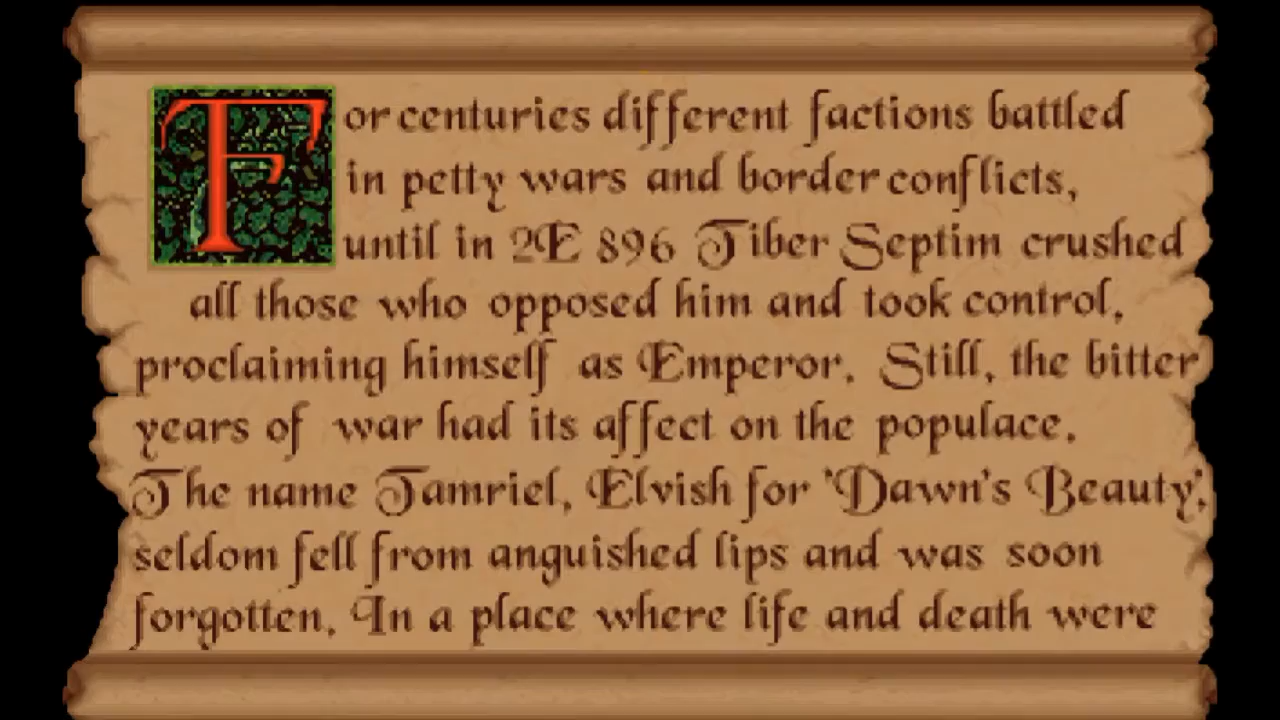 For centuries different factions battled
in petty wars and border conflicts,
until in 2E 896 Tiber Septim crushed
all those who opposed him and took control,
proclaiming himself as Emperor. Still, the bitter
years of war had its affect on the populace.
The name Tamriel, Elvish for 'Dawn's Beauty',
seldom fell from anguished lips and was soon
forgotten. In a place where life and death were